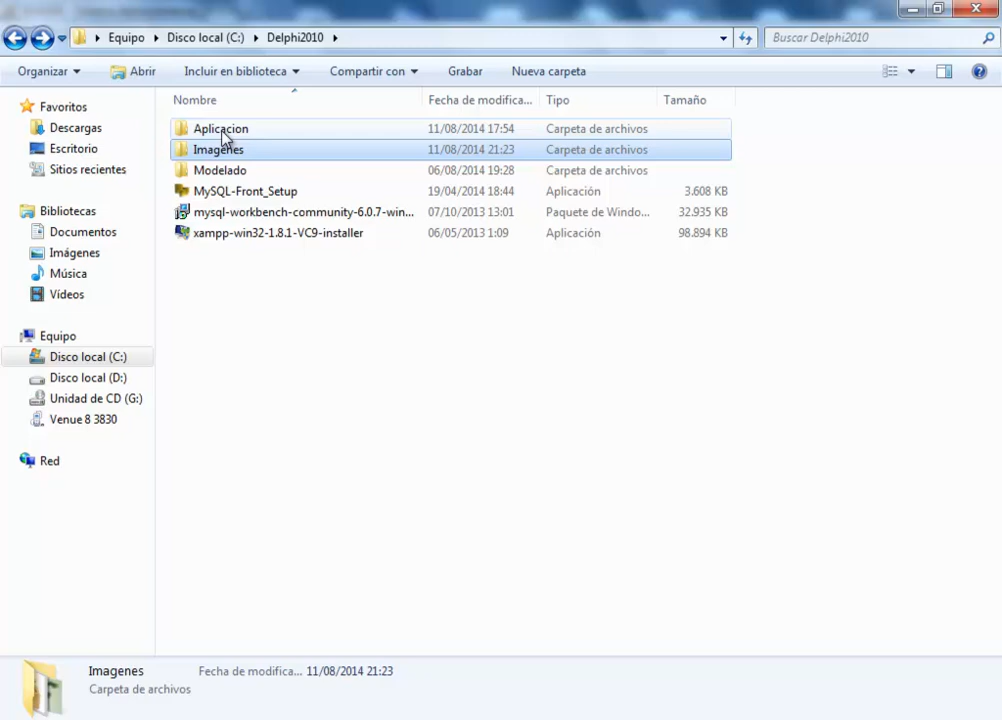 Equipo ▸ Disco local (C:) ▸ Delphi2010 ▸
Buscar Delphi2010
Organizar Abrir Incluir en biblioteca Compartir con Grabar Nueva carpeta
Nombre Fecha de modifica... Tipo Tamaño
Favoritos
Descargas
Escritorio
Sitios recientes
Bibliotecas
Documentos
Imágenes
Música
Vídeos
Equipo
Disco local (C:)
Disco local (D:)
Unidad de CD (G:)
Venue 8 3830
Red
Aplicacion 11/08/2014 17:54 Carpeta de archivos
Imagenes 11/08/2014 21:23 Carpeta de archivos
Modelado 06/08/2014 19:28 Carpeta de archivos
MySQL-Front_Setup 19/04/2014 18:44 Aplicación 3.608 KB
mysql-workbench-community-6.0.7-win... 07/10/2013 13:01 Paquete de Windo... 32.935 KB
xampp-win32-1.8.1-VC9-installer 06/05/2013 1:09 Aplicación 98.894 KB
Imagenes Fecha de modifica... 11/08/2014 21:23
Carpeta de archivos